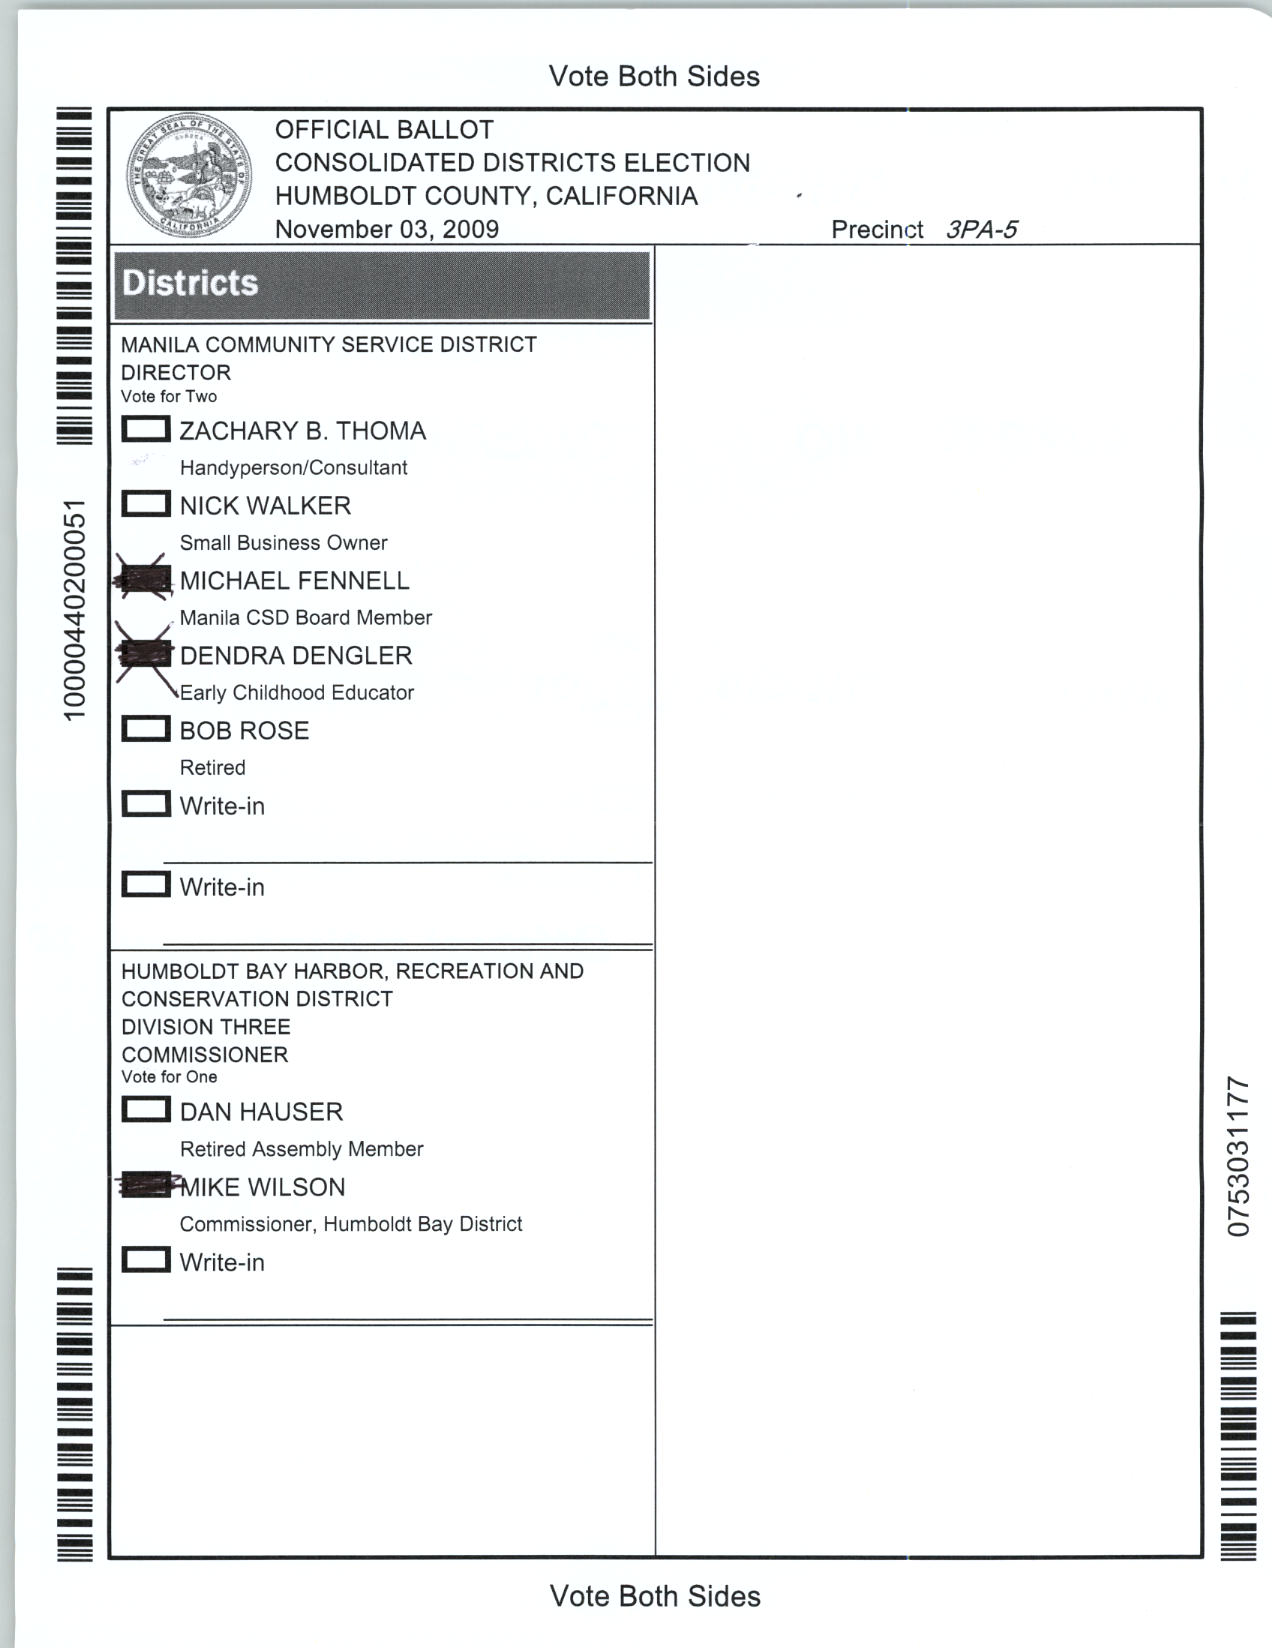 Vote Both Sides
OFFICIAL BALLOT
CONSOLIDATED DISTRICTS ELECTION
HUMBOLDT COUNTY, CALIFORNIA
November 03, 2009
Precinct 3PA-5
THE GREAT SEAL OF THE STATE OF CALIFORNIA
EUREKA
Districts
MANILA COMMUNITY SERVICE DISTRICT
DIRECTOR
Vote for Two
ZACHARY B. THOMA
Handyperson/Consultant
NICK WALKER
Small Business Owner
MICHAEL FENNELL
Manila CSD Board Member
DENDRA DENGLER
Early Childhood Educator
BOB ROSE
Retired
Write-in
Write-in
HUMBOLDT BAY HARBOR, RECREATION AND
CONSERVATION DISTRICT
DIVISION THREE
COMMISSIONER
Vote for One
DAN HAUSER
Retired Assembly Member
MIKE WILSON
Commissioner, Humboldt Bay District
Write-in
10000440200051
0753031177
Vote Both Sides